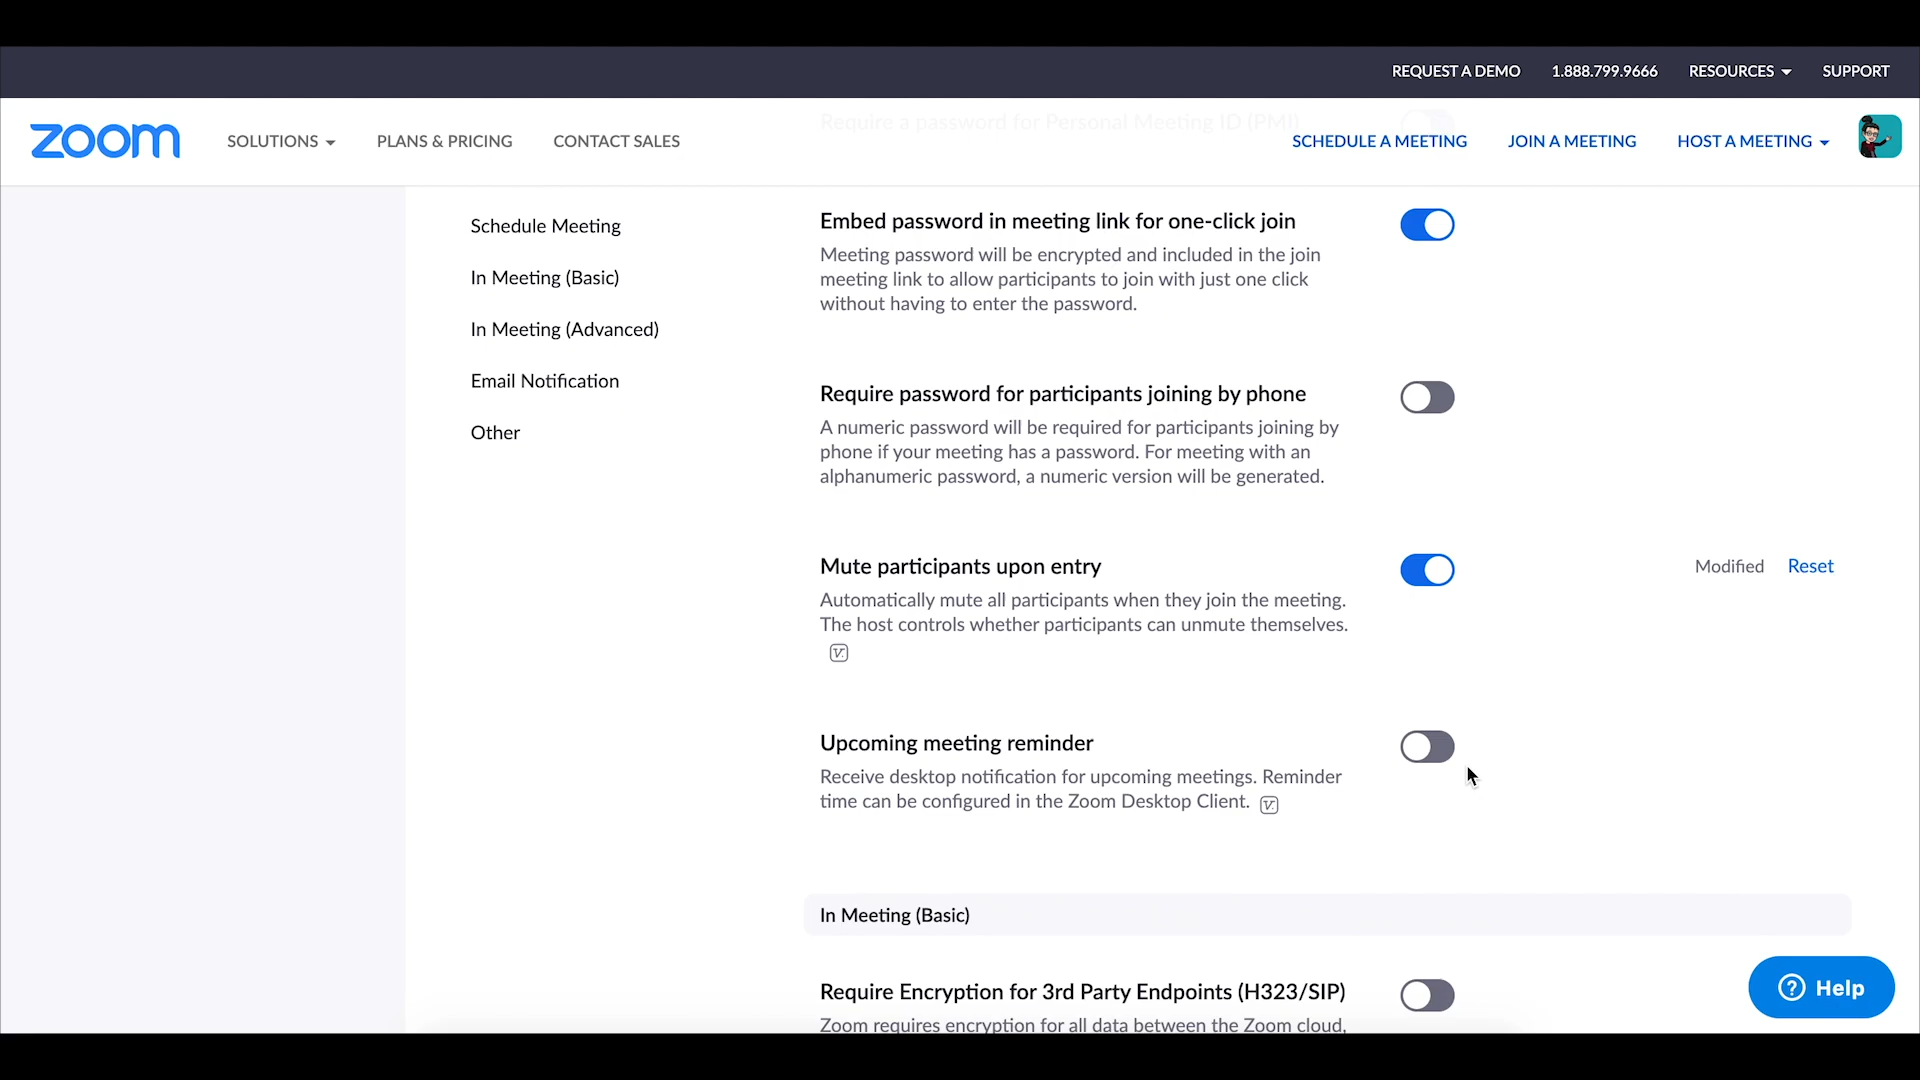 REQUEST A DEMO 1.888.799.9666 RESOURCES SUPPORT
zoom SOLUTIONS PLANS & PRICING CONTACT SALES SCHEDULE A MEETING JOIN A MEETING HOST A MEETING
Require a password for Personal Meeting ID (PMI)
Schedule Meeting
In Meeting (Basic)
In Meeting (Advanced)
Email Notification
Other
Embed password in meeting link for one-click join
Meeting password will be encrypted and included in the join
meeting link to allow participants to join with just one click
without having to enter the password.
Require password for participants joining by phone
A numeric password will be required for participants joining by
phone if your meeting has a password. For meeting with an
alphanumeric password, a numeric version will be generated.
Mute participants upon entry
Modified Reset
Automatically mute all participants when they join the meeting.
The host controls whether participants can unmute themselves.
Upcoming meeting reminder
Receive desktop notification for upcoming meetings. Reminder
time can be configured in the Zoom Desktop Client.
In Meeting (Basic)
Require Encryption for 3rd Party Endpoints (H323/SIP)
Zoom requires encryption for all data between the Zoom cloud,
Help